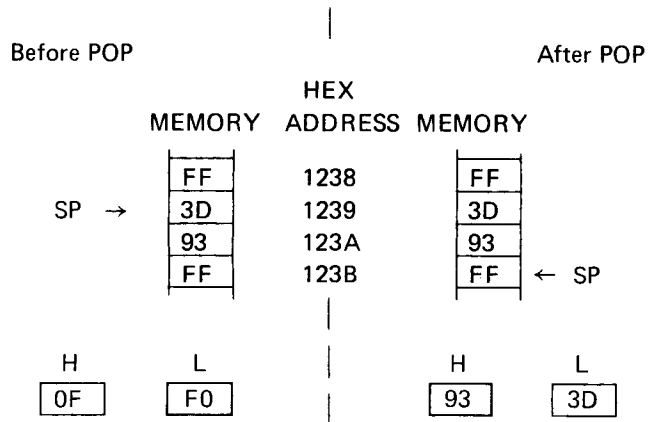 Before POP After POP
HEX
MEMORY ADDRESS MEMORY
FF 1238 FF
SP → 3D 1239 3D
93 123A 93
FF 123B FF ← SP
H L H L
0F F0 93 3D